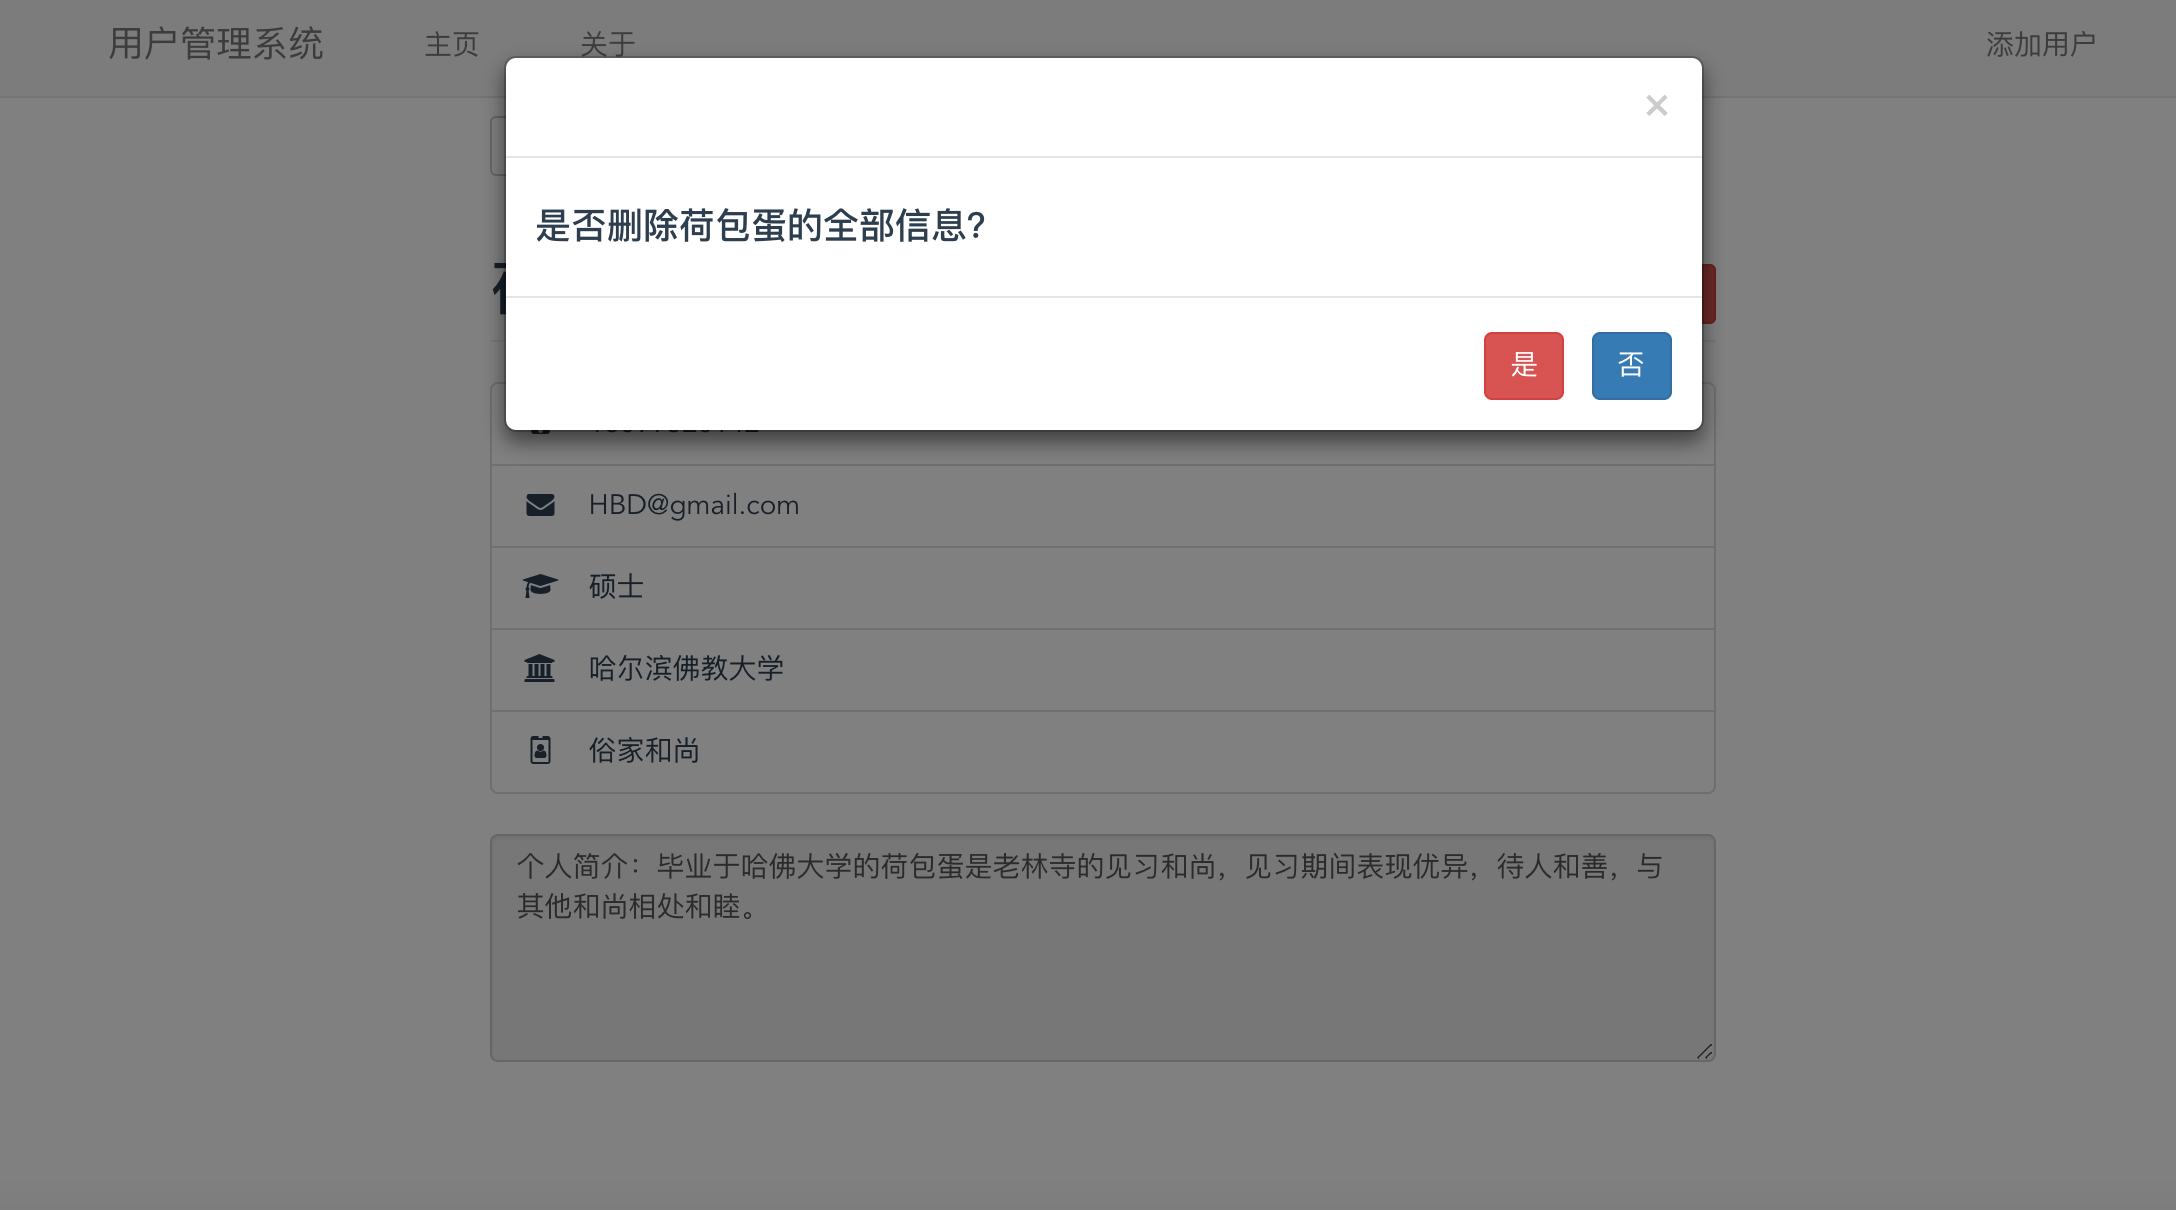 用户管理系统
主页
关于
添加用户
是否删除荷包蛋的全部信息?
是
否
HBD@gmail.com
硕士
哈尔滨佛教大学
俗家和尚
个人简介：毕业于哈佛大学的荷包蛋是老林寺的见习和尚，见习期间表现优异，待人和善，与
其他和尚相处和睦。